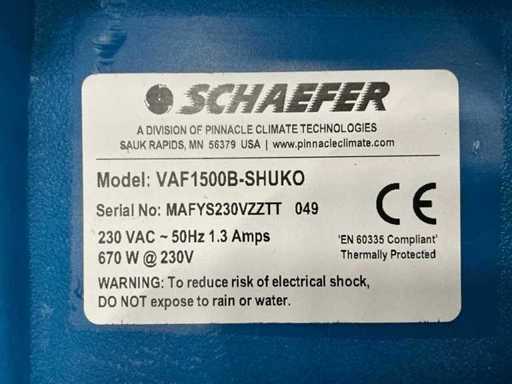 SCHAEFER
A DIVISION OF PINNACLE CLIMATE TECHNOLOGIES
SAUK RAPIDS, MN 56379 USA | www.pinnacleclimate.com
Model: VAF1500B-SHUKO
Serial No: MAFYS230VZZTT 049
CE
230 VAC ~ 50Hz 1.3 Amps
670 W @ 230V
'EN 60335 Compliant'
Thermally Protected
WARNING: To reduce risk of electrical shock,
DO NOT expose to rain or water.